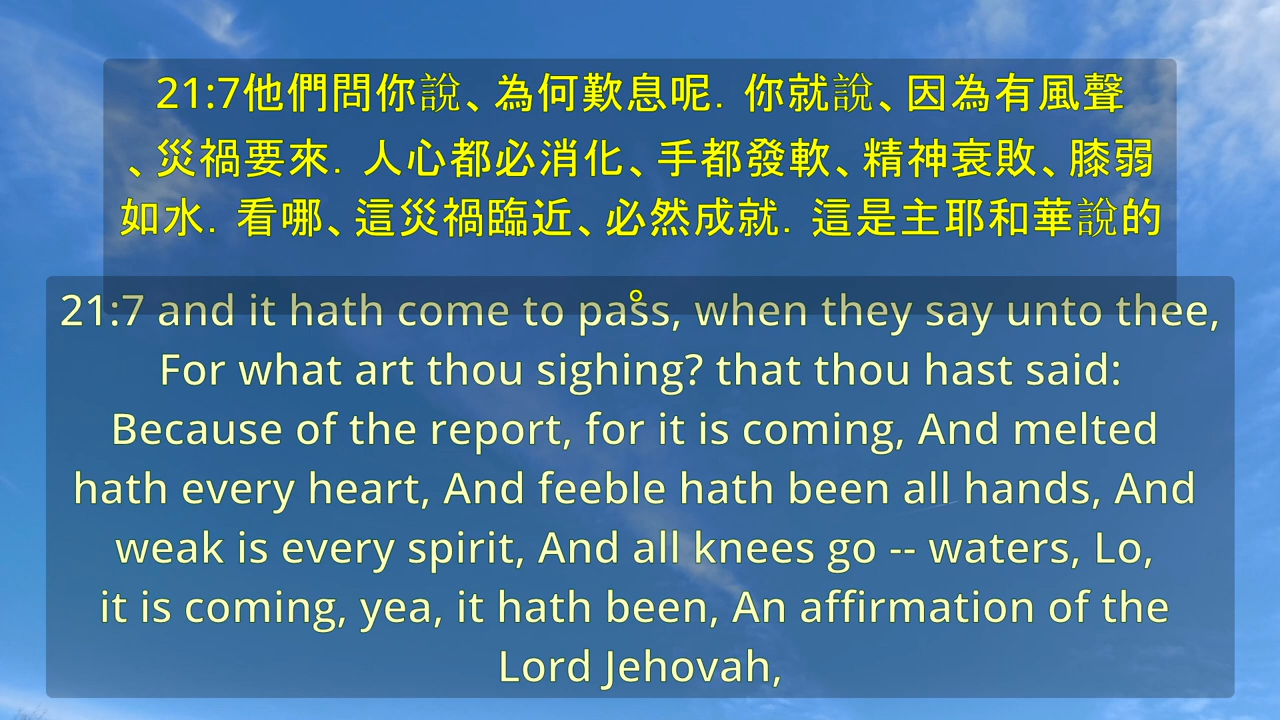 21:7他們問你說、為何歎息呢．你就說、因為有風聲
、災禍要來．人心都必消化、手都發軟、精神衰敗、膝弱
如水．看哪、這災禍臨近、必然成就．這是主耶和華說的
。
21:7 and it hath come to pass, when they say unto thee,
For what art thou sighing? that thou hast said:
Because of the report, for it is coming, And melted
hath every heart, And feeble hath been all hands, And
weak is every spirit, And all knees go -- waters, Lo,
it is coming, yea, it hath been, An affirmation of the
Lord Jehovah,